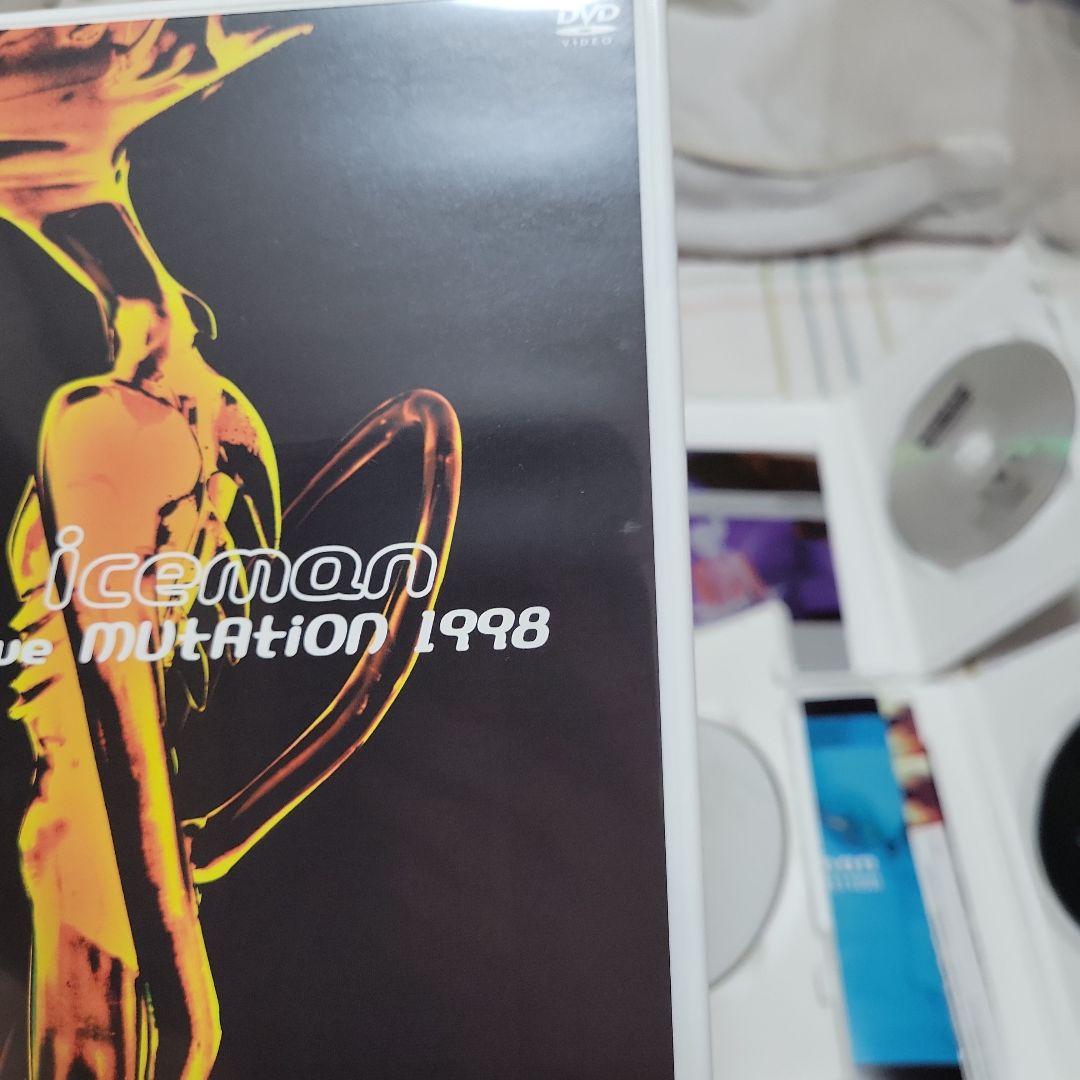 DVD
VIDEO
iceman
ve mutAtiON 1998